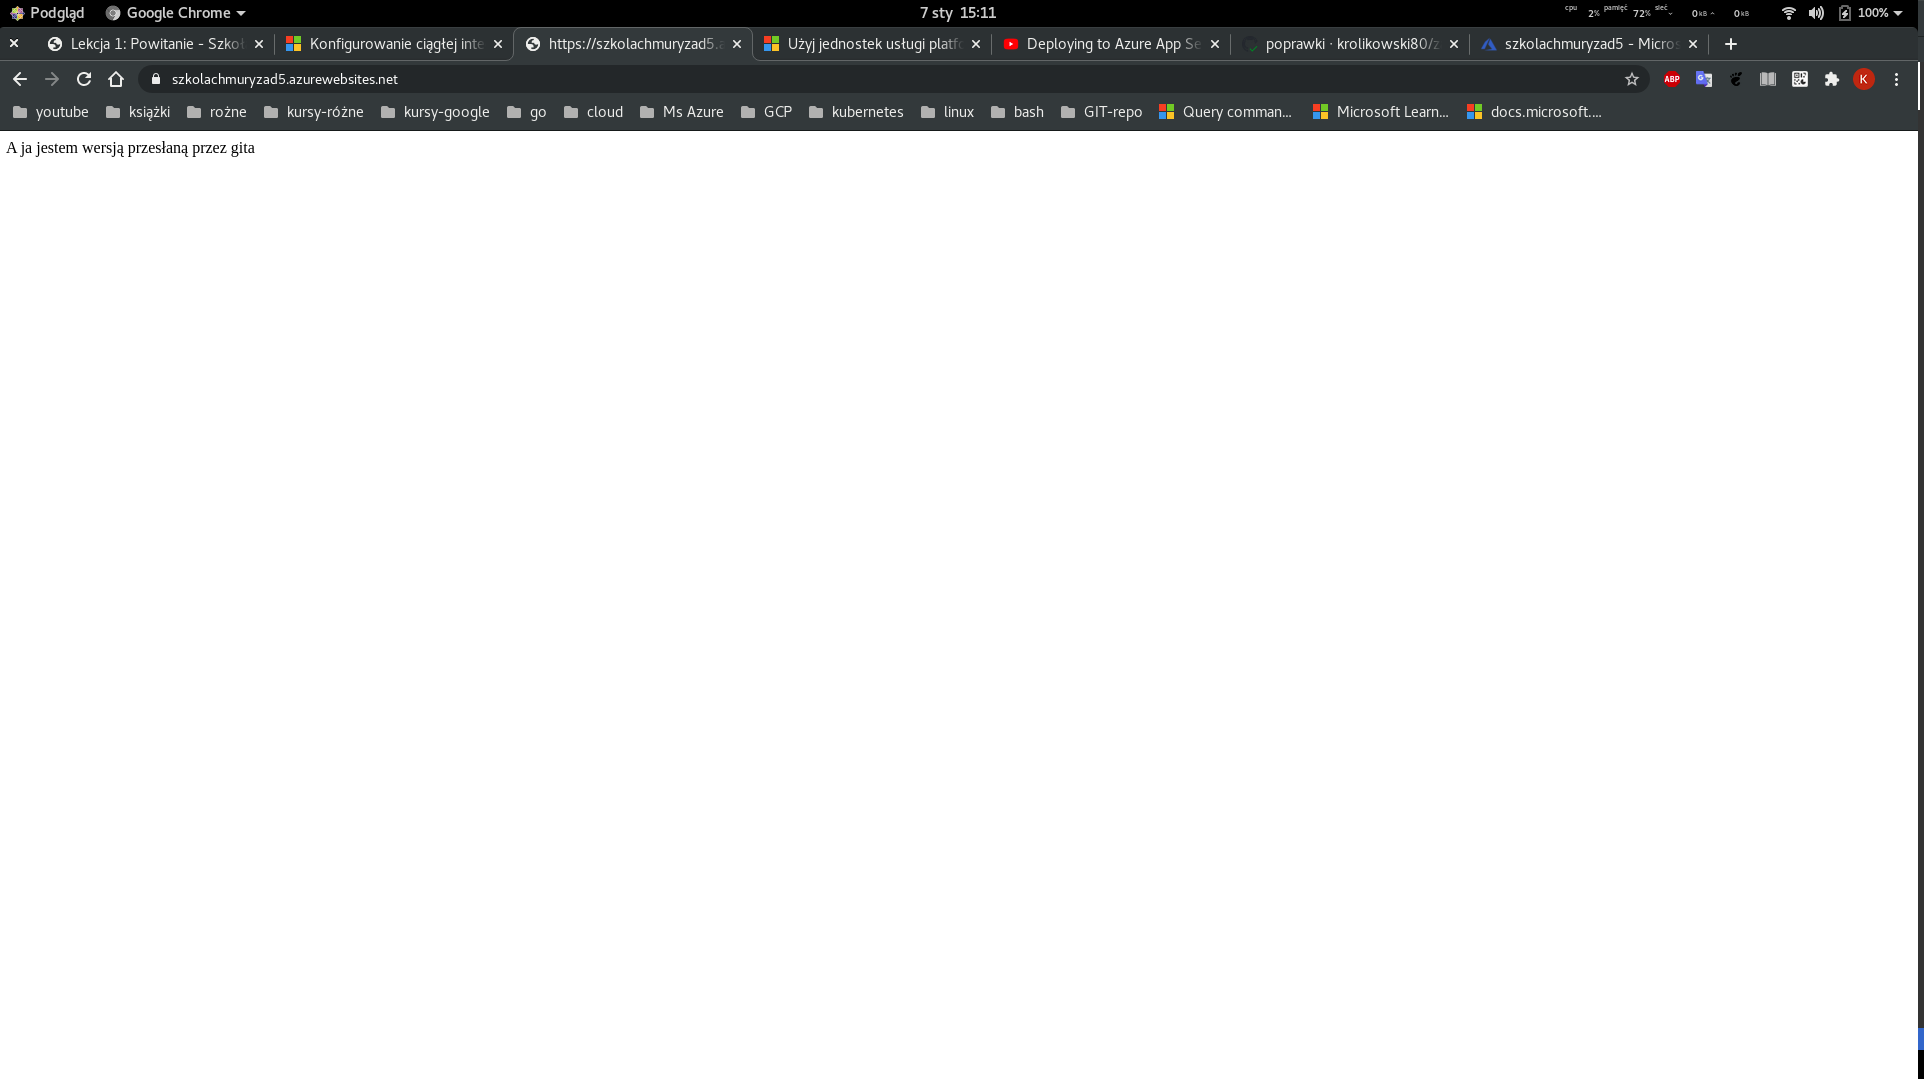 Podgląd Google Chrome 7 sty 15:11 cpu 2% pamięć 72% sieć 0 kB 0 kB 100%
Lekcja 1: Powitanie - Szkoł Konfigurowanie ciągłej inte https://szkolachmuryzad5.a Użyj jednostek usługi platfo Deploying to Azure App Se poprawki · krolikowski80/z szkolachmuryzad5 - Micros
szkolachmuryzad5.azurewebsites.net ABP G K
youtube książki rożne kursy-różne kursy-google go cloud Ms Azure GCP kubernetes linux bash GIT-repo Query comman... Microsoft Learn... docs.microsoft....
A ja jestem wersją przesłaną przez gita